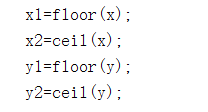 x1=floor(x);
x2=ceil(x);
y1=floor(y);
y2=ceil(y);